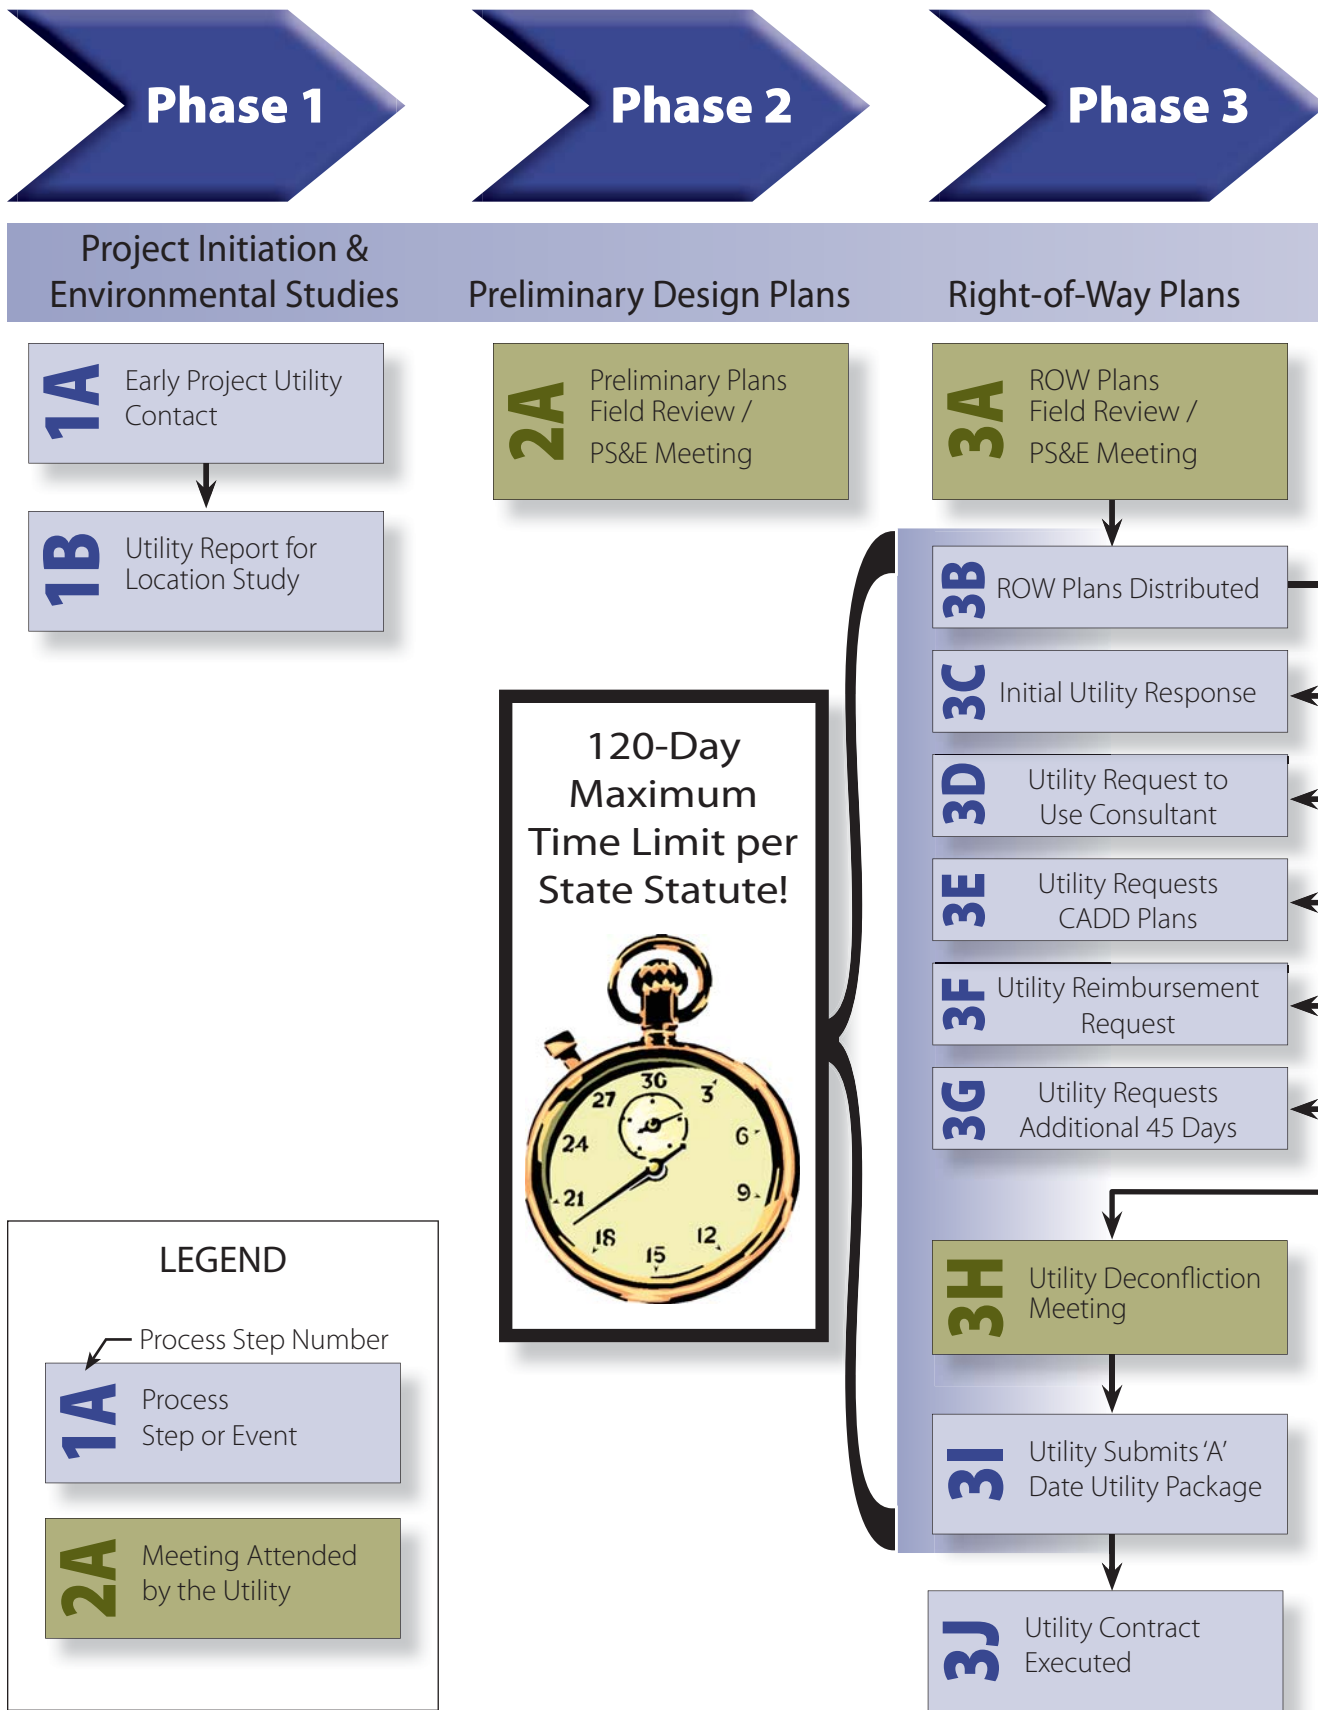 Phase 1
Phase 2
Phase 3
Project Initiation &
Environmental Studies
Preliminary Design Plans
Right-of-Way Plans
1A
Early Project Utility
Contact
1B
Utility Report for
Location Study
2A
Preliminary Plans
Field Review /
PS&E Meeting
3A
ROW Plans
Field Review /
PS&E Meeting
3B
ROW Plans Distributed
3C
Initial Utility Response
3D
Utility Request to
Use Consultant
3E
Utility Requests
CADD Plans
3F
Utility Reimbursement
Request
3G
Utility Requests
Additional 45 Days
3H
Utility Deconfliction
Meeting
3I
Utility Submits ‘A’
Date Utility Package
3J
Utility Contract
Executed
120-Day
Maximum
Time Limit per
State Statute!
30
3
6
9
12
15
18
21
24
27
LEGEND
Process Step Number
1A
Process
Step or Event
2A
Meeting Attended
by the Utility